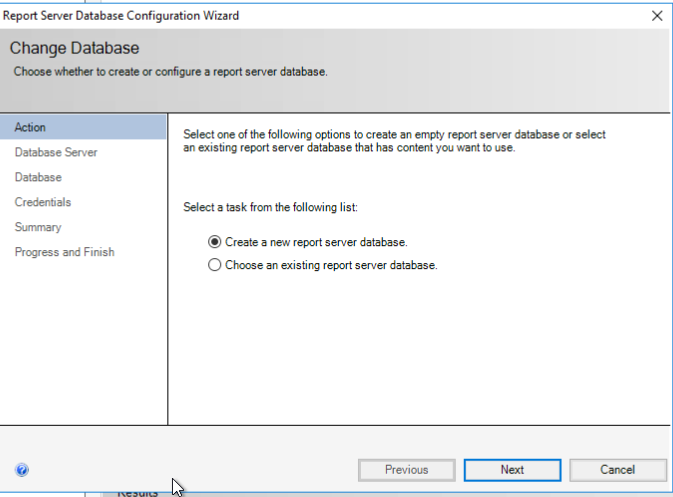 Report Server Database Configuration Wizard
Change Database
Choose whether to create or configure a report server database.
Action
Database Server
Database
Credentials
Summary
Progress and Finish
Select one of the following options to create an empty report server database or select
an existing report server database that has content you want to use.
Select a task from the following list:
Create a new report server database.
Choose an existing report server database.
Previous
Next
Cancel
Results